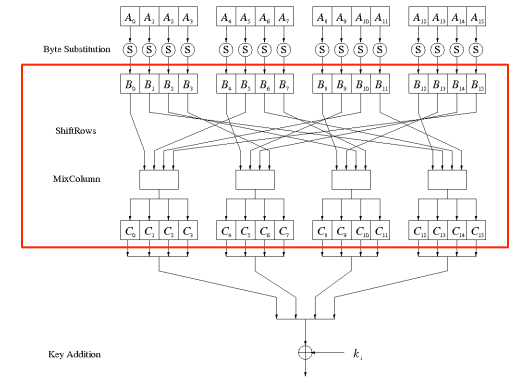 A0 A1 A2 A3 A4 A5 A6 A7 A8 A9 A10 A11 A12 A13 A14 A15
Byte Substitution S S S S S S S S S S S S S S S S
B0 B1 B2 B3 B4 B5 B6 B7 B8 B9 B10 B11 B12 B13 B14 B15
ShiftRows
MixColumn
C0 C1 C2 C3 C4 C5 C6 C7 C8 C9 C10 C11 C12 C13 C14 C15
Key Addition ki